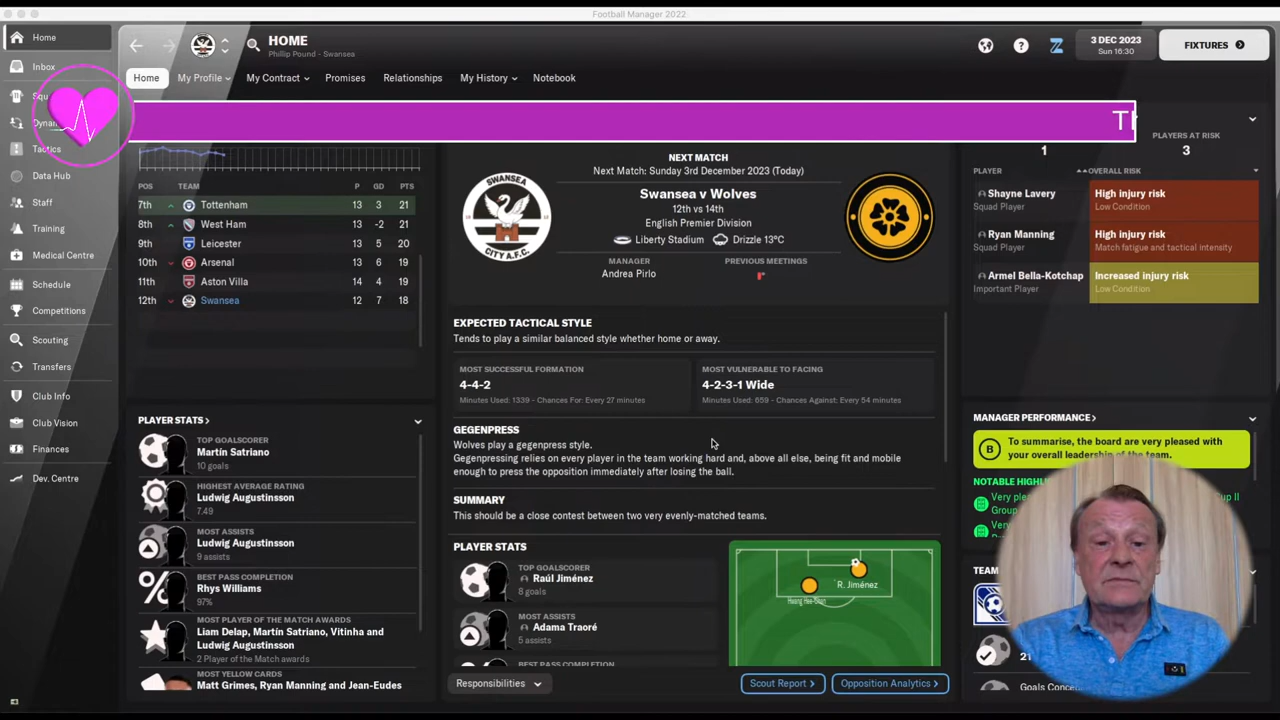 Football Manager 2022
Home
HOME
Phillip Pound - Swansea
3 DEC 2023
Sun 16:30
FIXTURES
Inbox
Home
My Profile
My Contract
Promises
Relationships
My History
Notebook
Tactics
Data Hub
Staff
Training
Medical Centre
Schedule
Competitions
Scouting
Transfers
Club Info
Club Vision
Finances
Dev. Centre
POS TEAM P GD PTS
7th Tottenham 13 3 21
8th West Ham 13 -2 21
9th Leicester 13 5 20
10th Arsenal 13 6 19
11th Aston Villa 14 4 19
12th Swansea 12 7 18
PLAYER STATS
TOP GOALSCORER
Martín Satriano
10 goals
HIGHEST AVERAGE RATING
Ludwig Augustinsson
7.49
MOST ASSISTS
Ludwig Augustinsson
9 assists
BEST PASS COMPLETION
Rhys Williams
97%
MOST PLAYER OF THE MATCH AWARDS
Liam Delap, Martín Satriano, Vitinha and
Ludwig Augustinsson
2 Player of the Match awards
MOST YELLOW CARDS
Matt Grimes, Ryan Manning and Jean-Eudes
NEXT MATCH
Next Match: Sunday 3rd December 2023 (Today)
SWANSEA
CITY A.F.C.
Swansea v Wolves
12th vs 14th
English Premier Division
Liberty Stadium Drizzle 13°C
MANAGER
Andrea Pirlo
PREVIOUS MEETINGS
EXPECTED TACTICAL STYLE
Tends to play a similar balanced style whether home or away.
MOST SUCCESSFUL FORMATION
4-4-2
Minutes Used: 1339 - Chances For: Every 27 minutes
MOST VULNERABLE TO FACING
4-2-3-1 Wide
Minutes Used: 659 - Chances Against: Every 54 minutes
GEGENPRESS
Wolves play a gegenpress style.
Gegenpressing relies on every player in the team working hard and, above all else, being fit and mobile
enough to press the opposition immediately after losing the ball.
SUMMARY
This should be a close contest between two very evenly-matched teams.
PLAYER STATS
TOP GOALSCORER
Raúl Jiménez
8 goals
MOST ASSISTS
Adama Traoré
5 assists
BEST PASS COMPLETION
R. Jiménez
Hwang Hee-Chan
Responsibilities
Scout Report
Opposition Analytics
1
PLAYERS AT RISK
3
PLAYER OVERALL RISK
Shayne Lavery
Squad Player
High injury risk
Low Condition
Ryan Manning
Squad Player
High injury risk
Match fatigue and tactical intensity
Armel Bella-Kotchap
Important Player
Increased injury risk
Low Condition
MANAGER PERFORMANCE
B
To summarise, the board are very pleased with
your overall leadership of the team.
Goals Conce